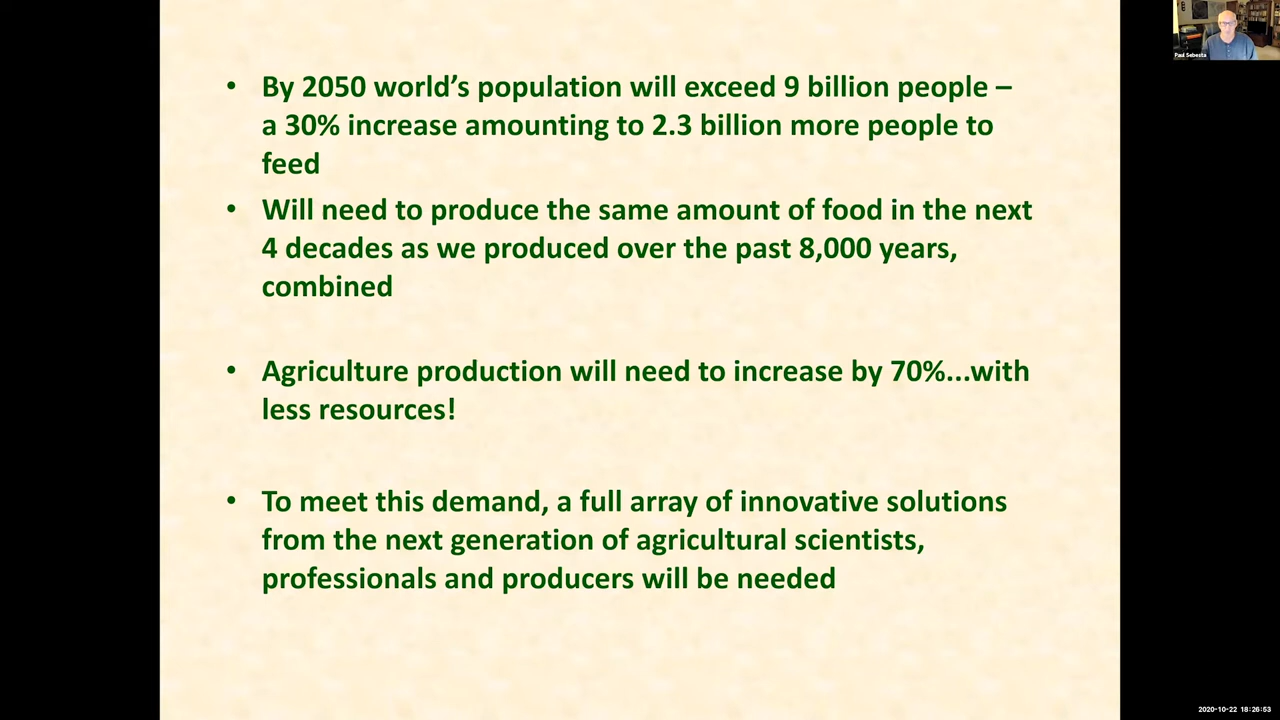 • By 2050 world’s population will exceed 9 billion people –
a 30% increase amounting to 2.3 billion more people to
feed
• Will need to produce the same amount of food in the next
4 decades as we produced over the past 8,000 years,
combined
• Agriculture production will need to increase by 70%...with
less resources!
• To meet this demand, a full array of innovative solutions
from the next generation of agricultural scientists,
professionals and producers will be needed
Paul Sebesta
2020-10-22 18:26:53